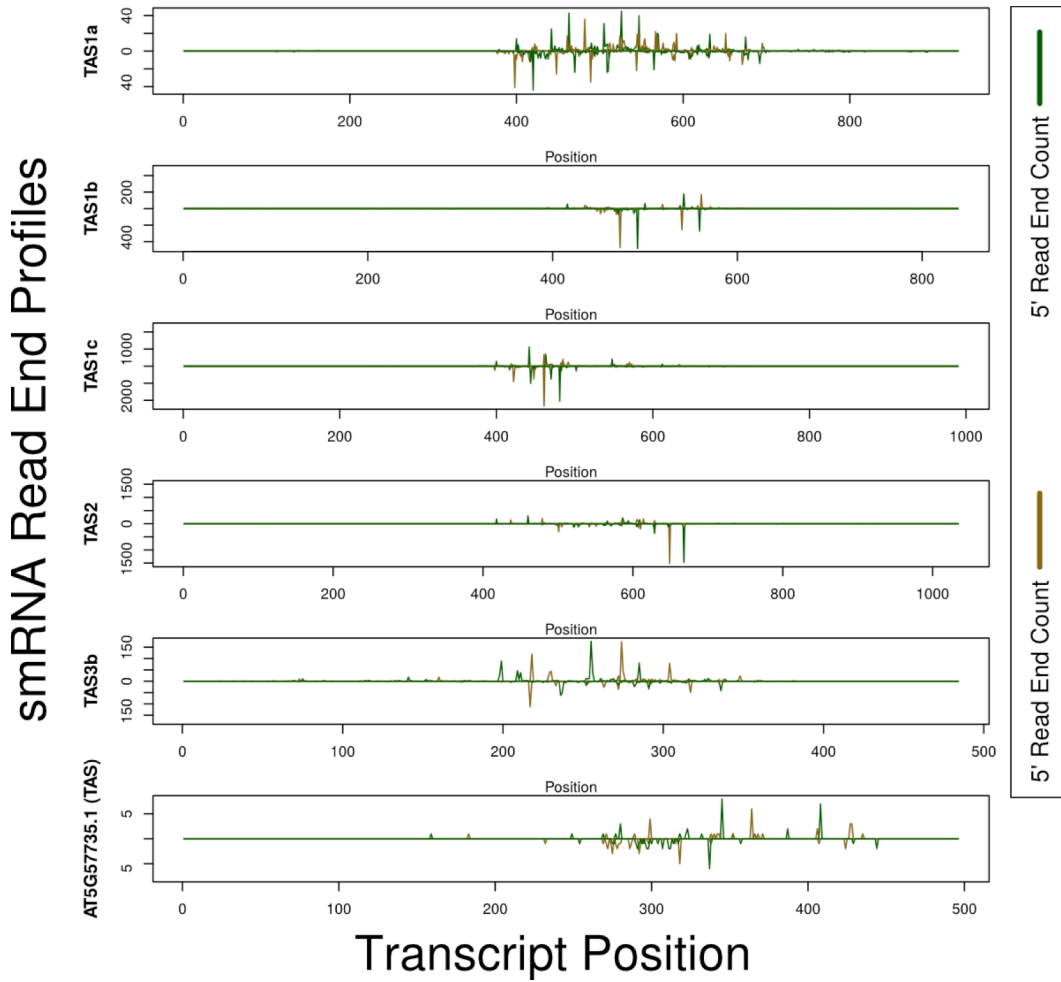 smRNA Read End Profiles
TAS1a
40
0
40
0 200 400 600 800
Position
TAS1b
200
400
0 200 400 600 800
Position
TAS1c
1000
2000
0 200 400 600 800 1000
Position
TAS2
1500
0
1500
0 200 400 600 800 1000
Position
TAS3b
150
0
150
0 100 200 300 400 500
Position
AT5G57735.1 (TAS)
5
5
0 100 200 300 400 500
Transcript Position
5' Read End Count
5' Read End Count